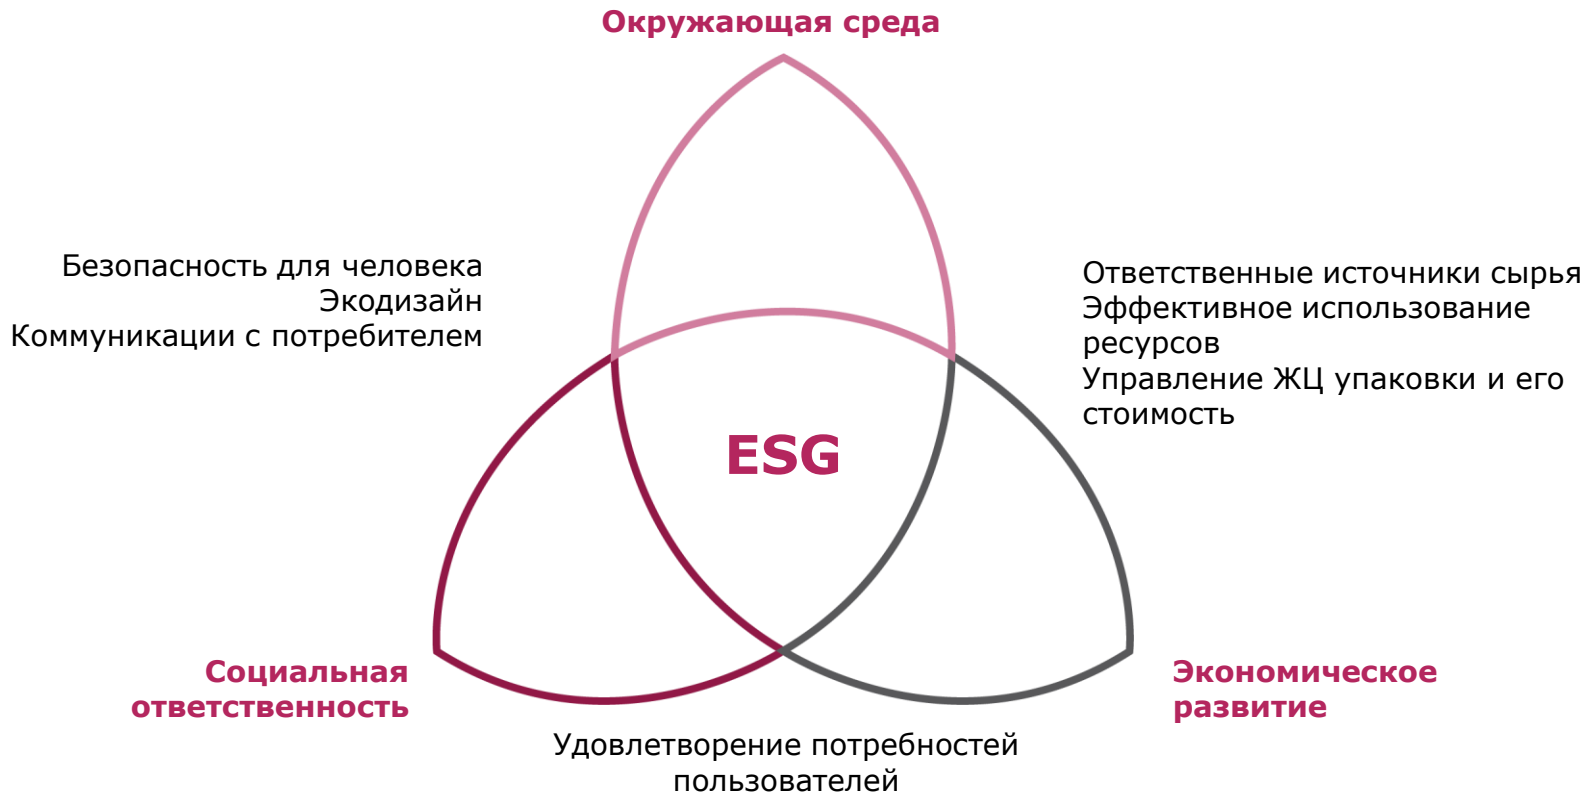 Окружающая среда
Безопасность для человека
Экодизайн
Коммуникации с потребителем
Ответственные источники сырья
Эффективное использование
ресурсов
Управление ЖЦ упаковки и его
стоимость
ESG
Социальная
ответственность
Экономическое
развитие
Удовлетворение потребностей
пользователей